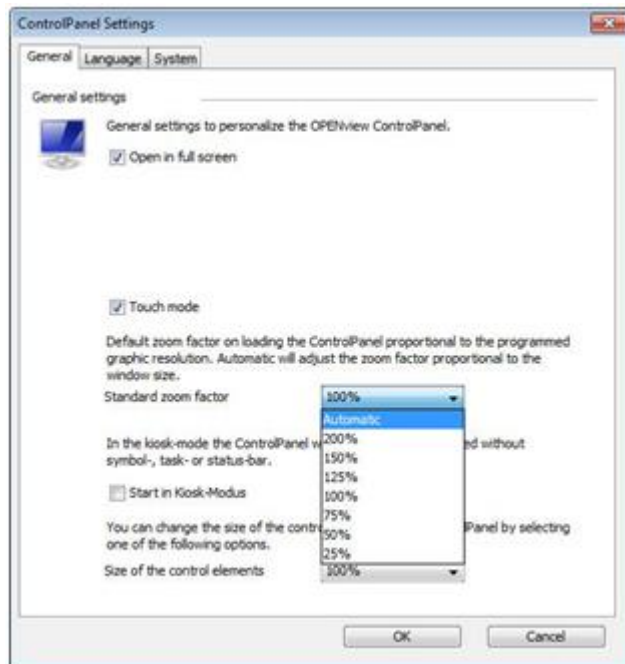 ControlPanel Settings
General Language System
General settings
General settings to personalize the OPENview ControlPanel.
Open in full screen
Touch mode
Default zoom factor on loading the ControlPanel proportional to the programmed
graphic resolution. Automatic will adjust the zoom factor proportional to the
window size.
Standard zoom factor 100%
Automatic
In the kiosk-mode the ControlPanel w 200% ed without
symbol-, task- or status-bar. 150%
125%
Start in Kiosk-Modus 100%
75%
You can change the size of the contr 50% Panel by selecting
one of the following options. 25%
Size of the control elements 100%
OK Cancel